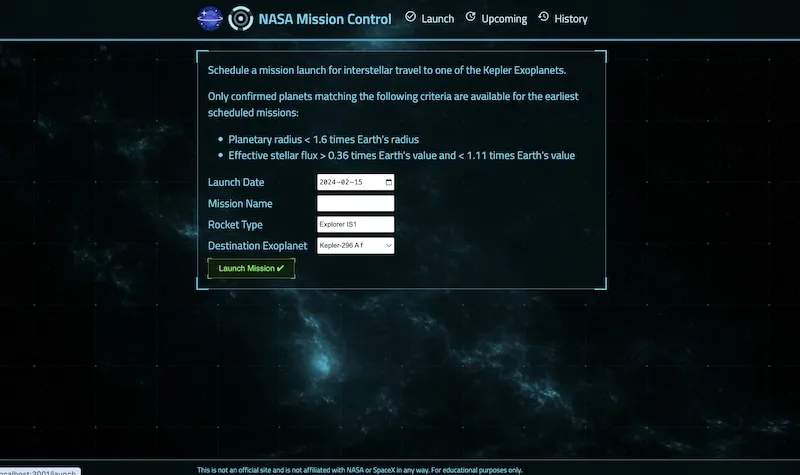 NASA Mission Control
Launch
Upcoming
History
Schedule a mission launch for interstellar travel to one of the Kepler Exoplanets.
Only confirmed planets matching the following criteria are available for the earliest
scheduled missions:
• Planetary radius < 1.6 times Earth's radius
• Effective stellar flux > 0.36 times Earth's value and < 1.11 times Earth's value
Launch Date 2024-02-15
Mission Name
Rocket Type Explorer IS1
Destination Exoplanet Kepler-296 A f
Launch Mission ✔
This is not an official site and is not affiliated with NASA or SpaceX in any way. For educational purposes only.